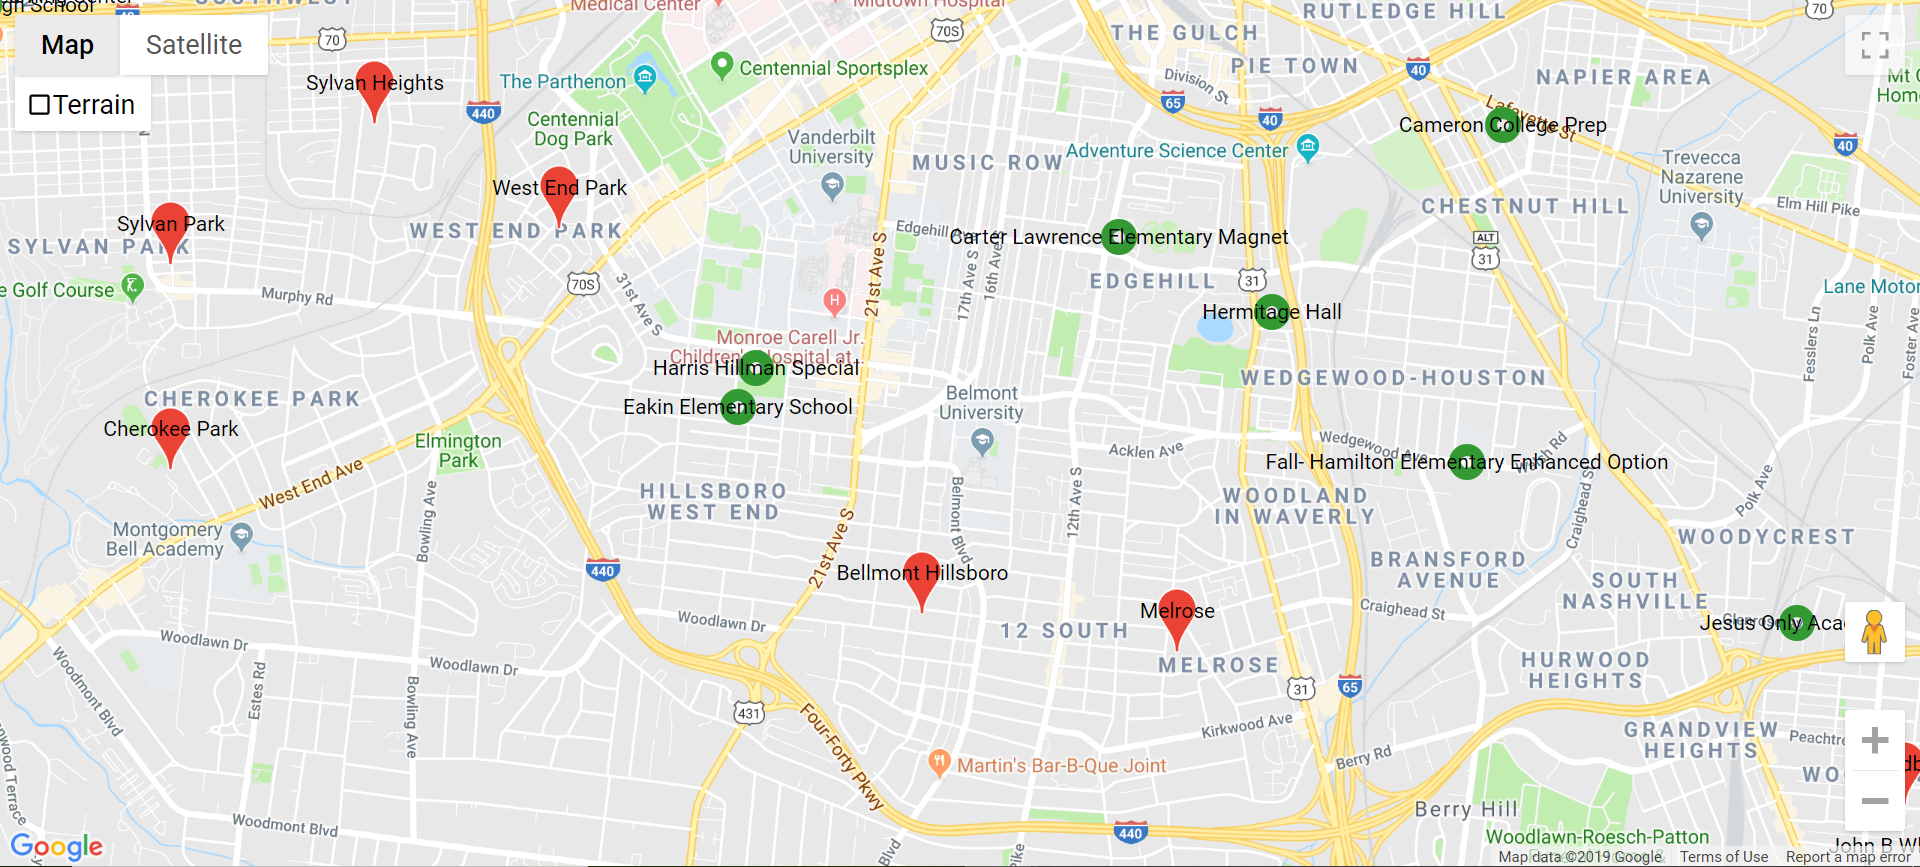 gh School
SOUTHWEST
Medical Center
Midtown Hospital
RUTLEDGE HILL
70
40
Map
Satellite
70
70S
THE GULCH
PIE TOWN
40
NAPIER AREA
Mt C
Home
Terrain
Sylvan Heights
The Parthenon
Centennial Sportsplex
Division St
65
40
Lafayette St
440
Centennial
Dog Park
Vanderbilt
University
MUSIC ROW
Adventure Science Center
Cameron College Prep
40
Trevecca
Nazarene
University
West End Park
WEST END PARK
Sylvan Park
SYLVAN PARK
CHESTNUT HILL
Elm Hill Pike
Edgehill Ave
Carter Lawrence Elementary Magnet
ALT
31
e Golf Course
Murphy Rd
70S
31st Ave S
21st Ave S
17th Ave S
16th Ave S
EDGEHILL
31
Lane Motor
H
Hermitage Hall
Fesslers Ln
Polk Ave
Foster Ave
Monroe Carell Jr.
Children's Hospital at...
Harris Hillman Special
Eakin Elementary School
WEDGEWOOD-HOUSTON
CHEROKEE PARK
Cherokee Park
Belmont
University
Elmington
Park
Acklen Ave
Wedgewood Ave
Walsh Rd
Fall- Hamilton Elementary Enhanced Option
West End Ave
HILLSBORO
WEST END
Bowling Ave
Belmont Blvd
12th Ave S
WOODLAND
IN WAVERLY
Craighead St
Polk Ave
Montgomery
Bell Academy
21st Ave S
WOODYCREST
440
Bellmont Hillsboro
BRANSFORD
AVENUE
SOUTH
NASHVILLE
Melrose
Craighead St
Woodlawn Dr
12 SOUTH
Jesus Only Aca
Woodlawn Dr
Woodlawn Dr
MELROSE
HURWOOD
HEIGHTS
Woodmont Blvd
Estes Rd
Bowling Ave
431
Four-Forty Pkwy
31
65
Kirkwood Ave
GRANDVIEW
HEIGHTS
Peachtre
Berry Rd
Martin's Bar-B-Que Joint
WO
db
Berry Hill
Woodmont Blvd
440
Woodlawn-Roesch-Patton
John B Wh
Blvd
Pike
Google
Map data ©2019 Google
Terms of Use
Report a map error